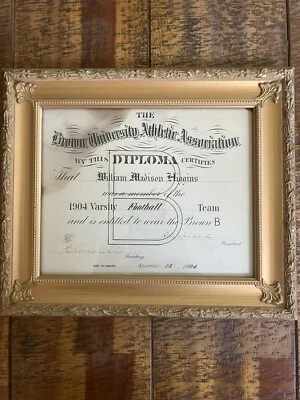 THE
Brown University Athletic Association
BY THIS DIPLOMA CERTIFIES
That William Madison Higgins
was a member of the
1904 Varsity Football Team
and is entitled to wear the Brown B
B
President
Secretary
November 28 1904